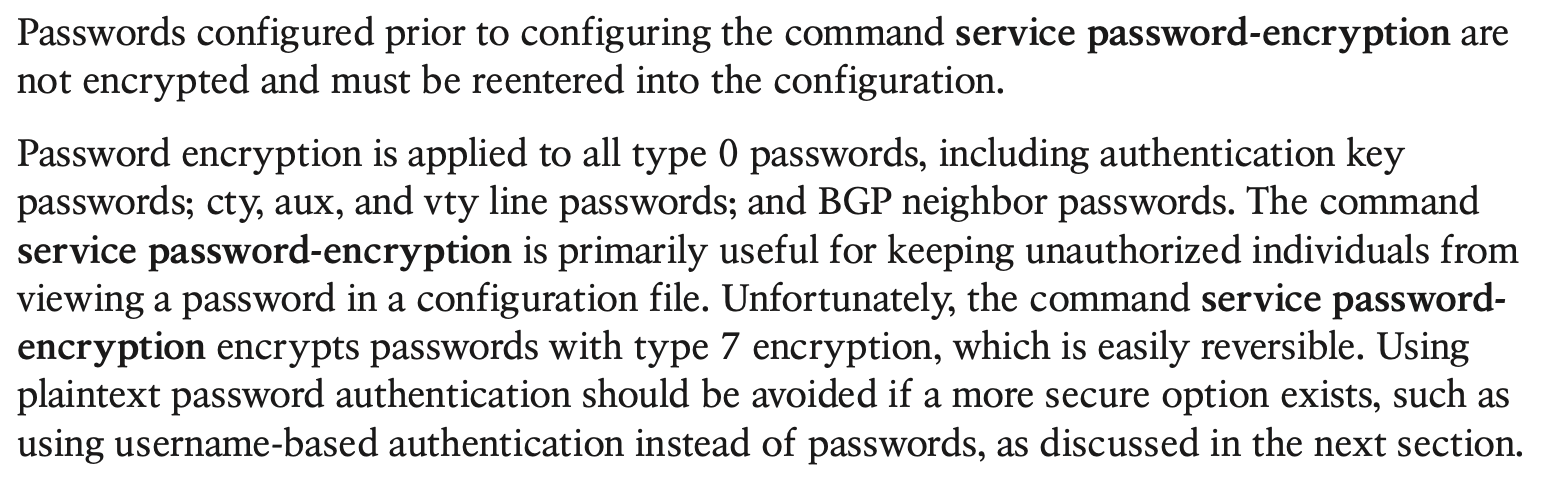 Passwords configured prior to configuring the command service password-encryption are
not encrypted and must be reentered into the configuration.
Password encryption is applied to all type 0 passwords, including authentication key
passwords; cty, aux, and vty line passwords; and BGP neighbor passwords. The command
service password-encryption is primarily useful for keeping unauthorized individuals from
viewing a password in a configuration file. Unfortunately, the command service password-
encryption encrypts passwords with type 7 encryption, which is easily reversible. Using
plaintext password authentication should be avoided if a more secure option exists, such as
using username-based authentication instead of passwords, as discussed in the next section.